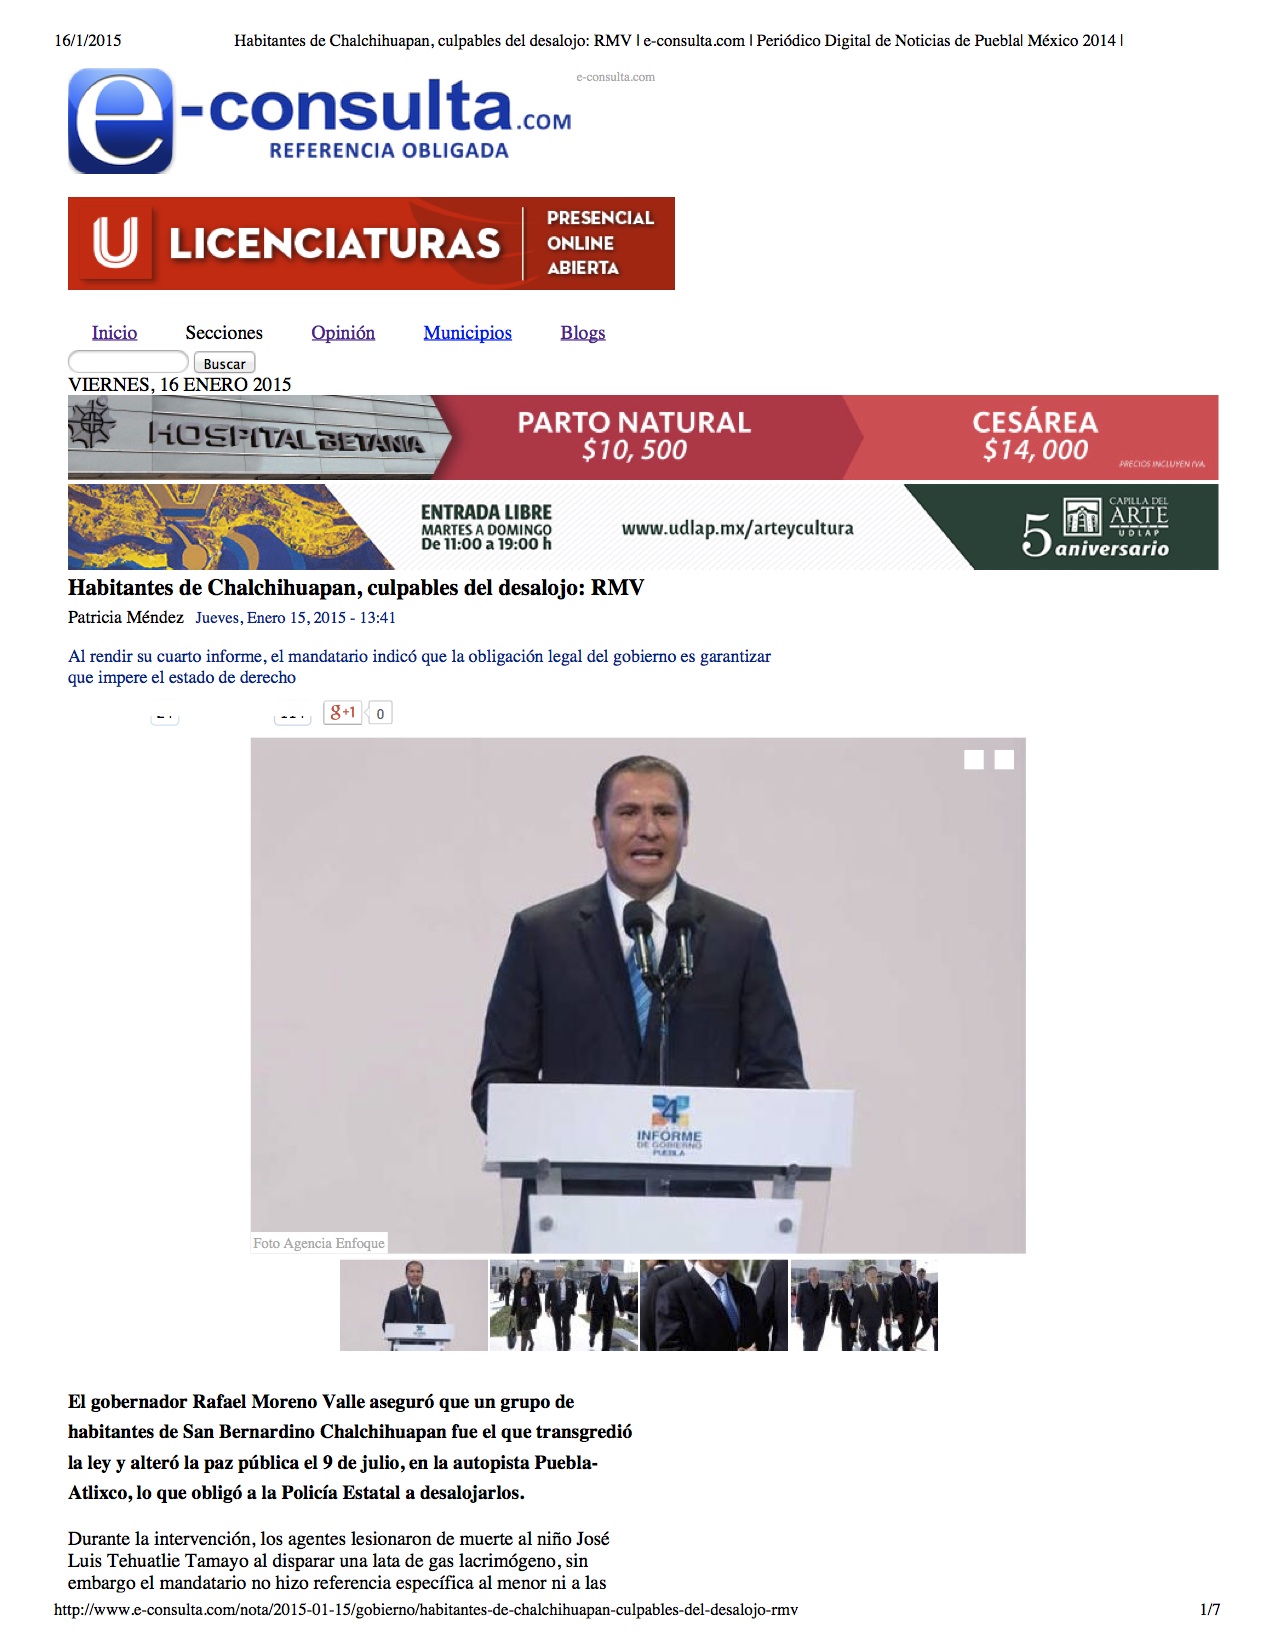 16/1/2015 Habitantes de Chalchihuapan, culpables del desalojo: RMV | e-consulta.com | Periódico Digital de Noticias de Puebla| México 2014 |
e-consulta.com
e-consulta.COM
REFERENCIA OBLIGADA
U LICENCIATURAS
PRESENCIAL
ONLINE
ABIERTA
Inicio Secciones Opinión Municipios Blogs
Buscar
VIERNES, 16 ENERO 2015
HOSPITAL BETANIA
PARTO NATURAL
$10, 500
CESÁREA
$14, 000
PRECIOS INCLUYEN IVA.
ENTRADA LIBRE
MARTES A DOMINGO
De 11:00 a 19:00 h
www.udlap.mx/arteycultura
5 aniversario
CAPILLA DEL
ARTE
UDLAP
Habitantes de Chalchihuapan, culpables del desalojo: RMV
Patricia Méndez Jueves, Enero 15, 2015 - 13:41
Al rendir su cuarto informe, el mandatario indicó que la obligación legal del gobierno es garantizar
que impere el estado de derecho
g+1 0
4
INFORME
DE GOBIERNO
PUEBLA
Foto Agencia Enfoque
El gobernador Rafael Moreno Valle aseguró que un grupo de
habitantes de San Bernardino Chalchihuapan fue el que transgredió
la ley y alteró la paz pública el 9 de julio, en la autopista Puebla-
Atlixco, lo que obligó a la Policía Estatal a desalojarlos.
Durante la intervención, los agentes lesionaron de muerte al niño José
Luis Tehuatlie Tamayo al disparar una lata de gas lacrimógeno, sin
embargo el mandatario no hizo referencia específica al menor ni a las
http://www.e-consulta.com/nota/2015-01-15/gobierno/habitantes-de-chalchihuapan-culpables-del-desalojo-rmv 1/7